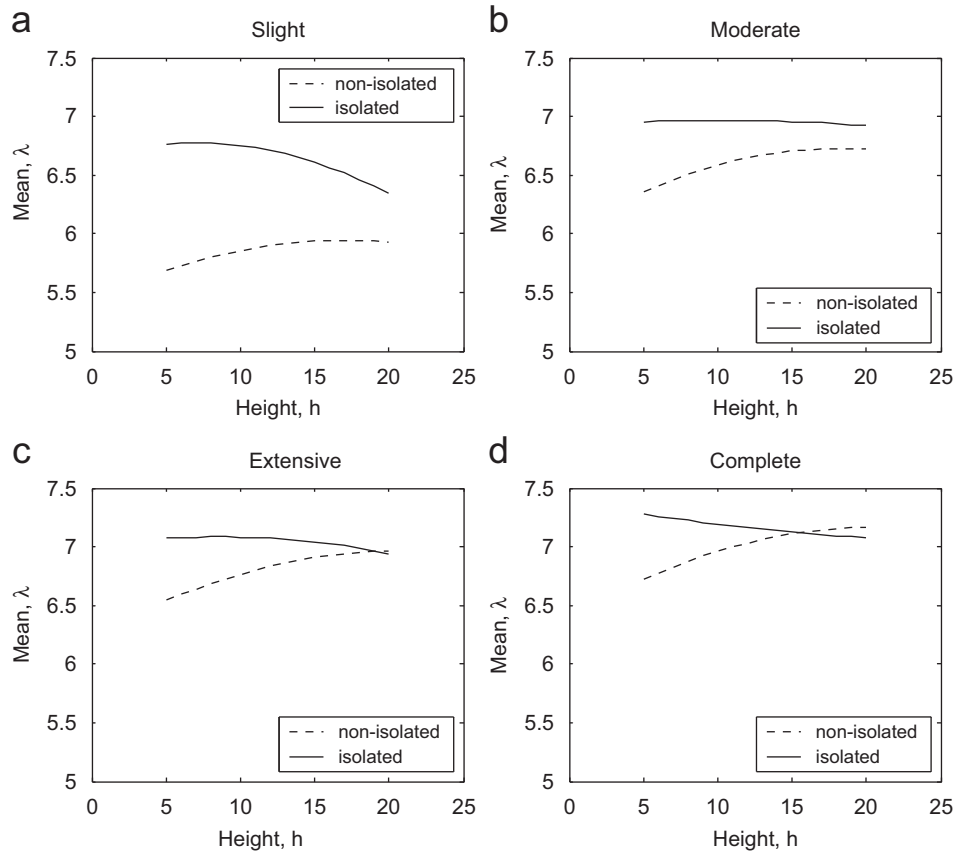 a
Slight
7.5
7
6.5
6
5.5
5
Mean, λ
non-isolated
isolated
0 5 10 15 20 25
Height, h
b
Moderate
7.5
7
6.5
6
5.5
5
Mean, λ
non-isolated
isolated
0 5 10 15 20 25
Height, h
c
Extensive
7.5
7
6.5
6
5.5
5
Mean, λ
non-isolated
isolated
0 5 10 15 20 25
Height, h
d
Complete
7.5
7
6.5
6
5.5
5
Mean, λ
non-isolated
isolated
0 5 10 15 20 25
Height, h